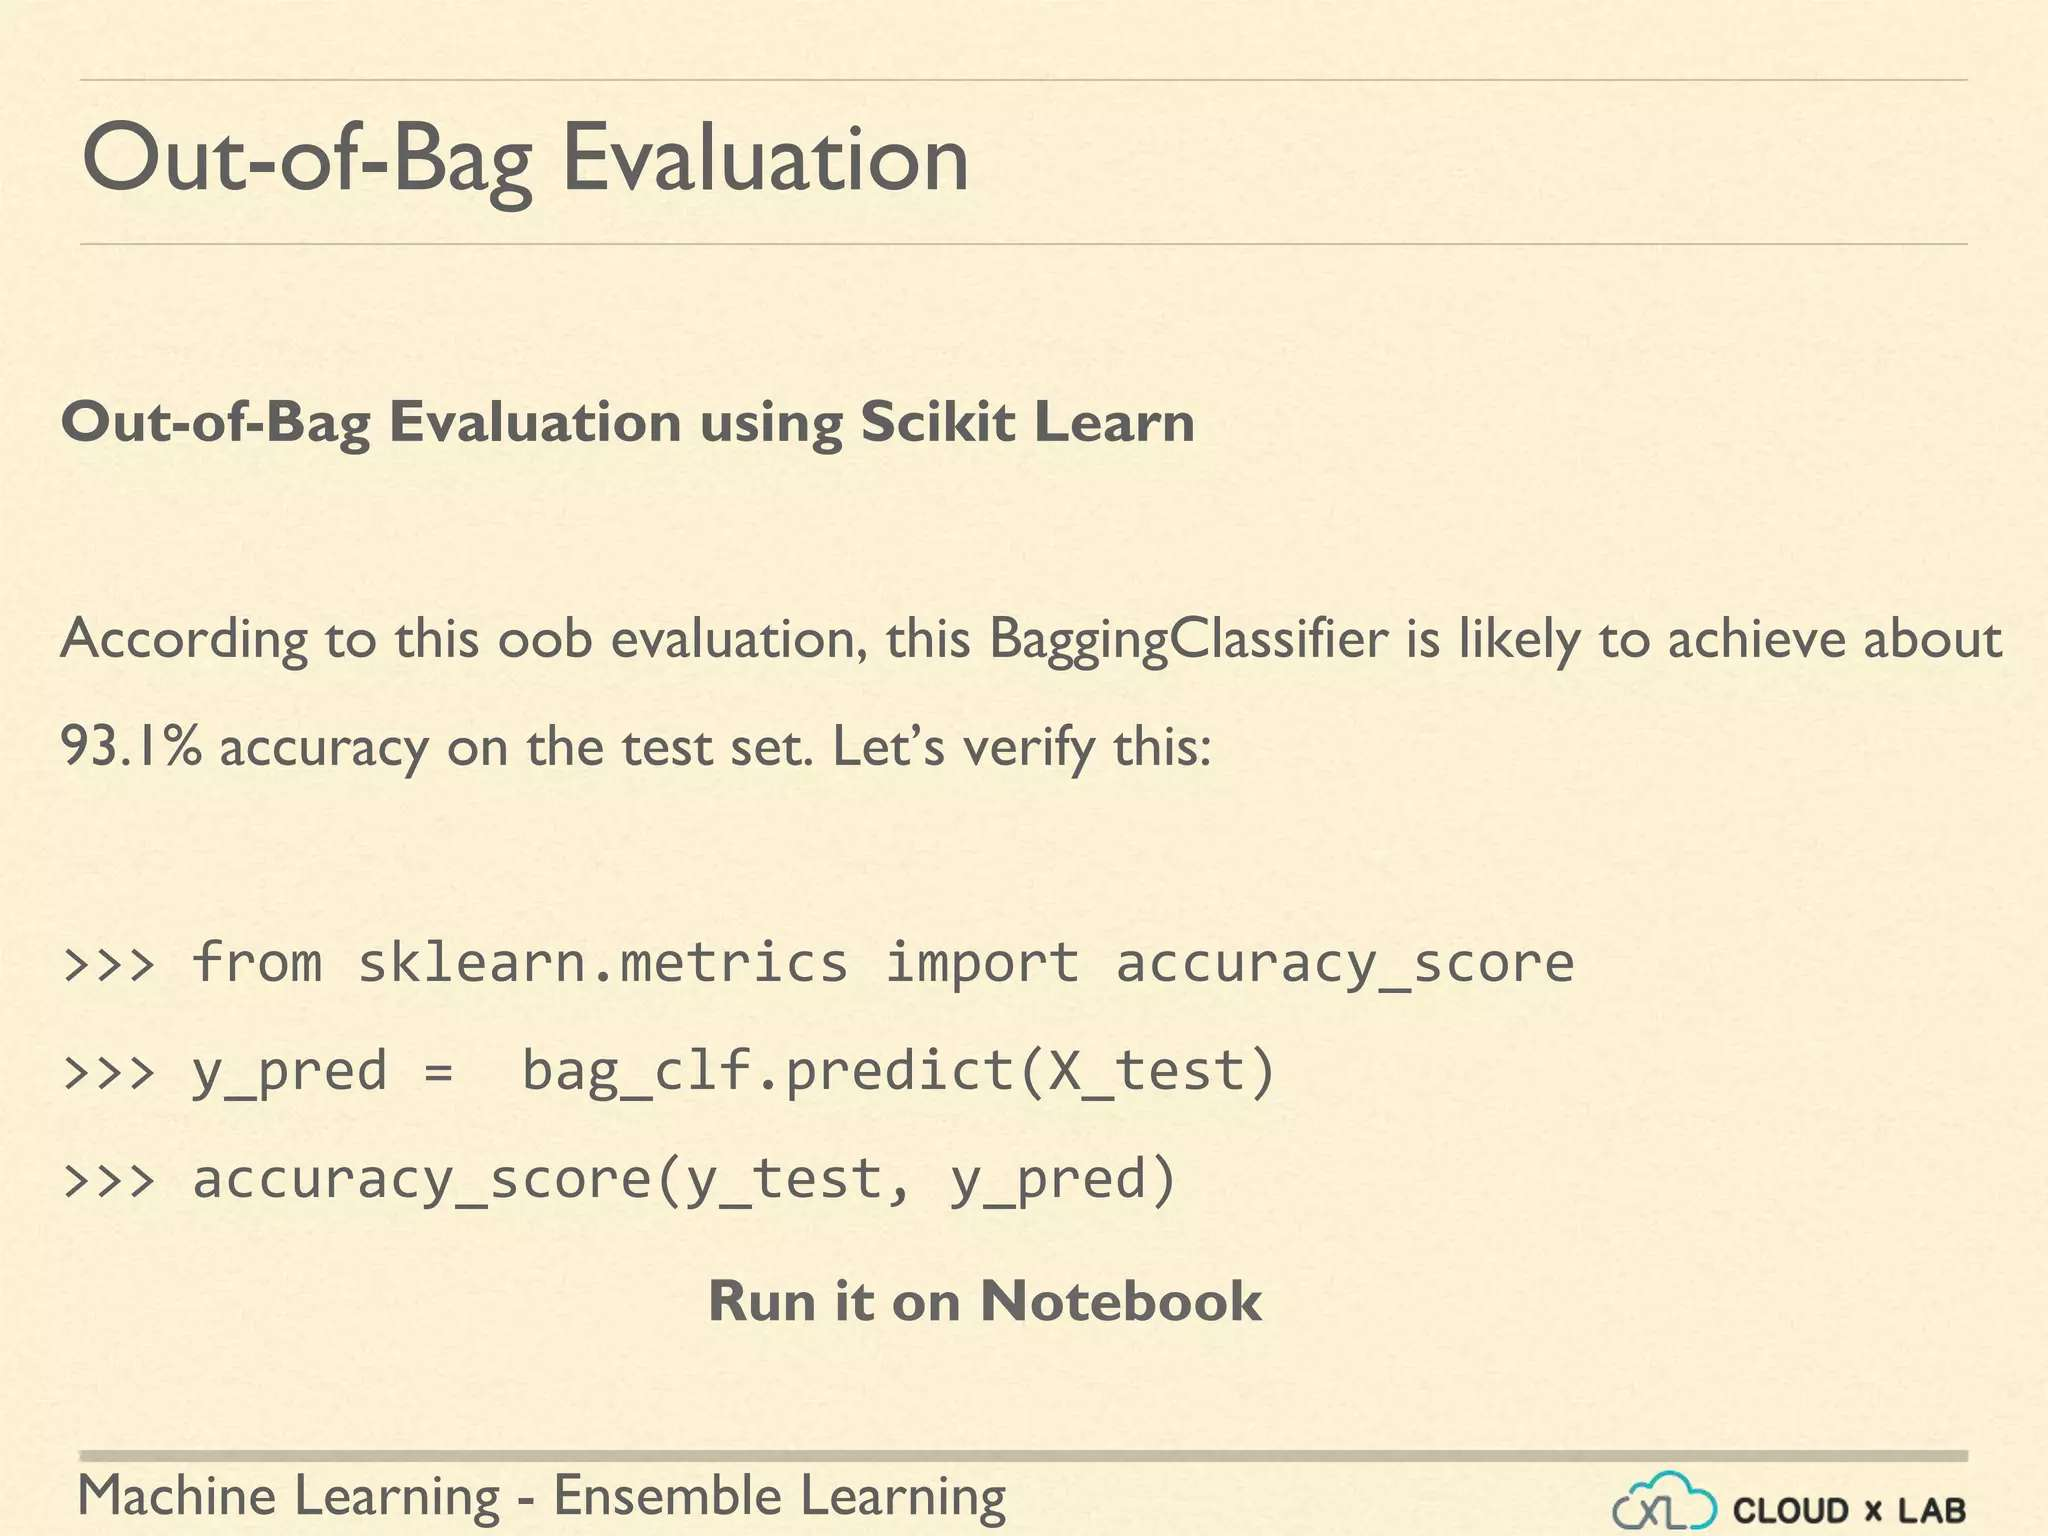 Out-of-Bag Evaluation
Out-of-Bag Evaluation using Scikit Learn
According to this oob evaluation, this BaggingClassifier is likely to achieve about
93.1% accuracy on the test set. Let’s verify this:
>>> from sklearn.metrics import accuracy_score
>>> y_pred =  bag_clf.predict(X_test)
>>> accuracy_score(y_test, y_pred)
Run it on Notebook
Machine Learning - Ensemble Learning
CXL CLOUD x LAB